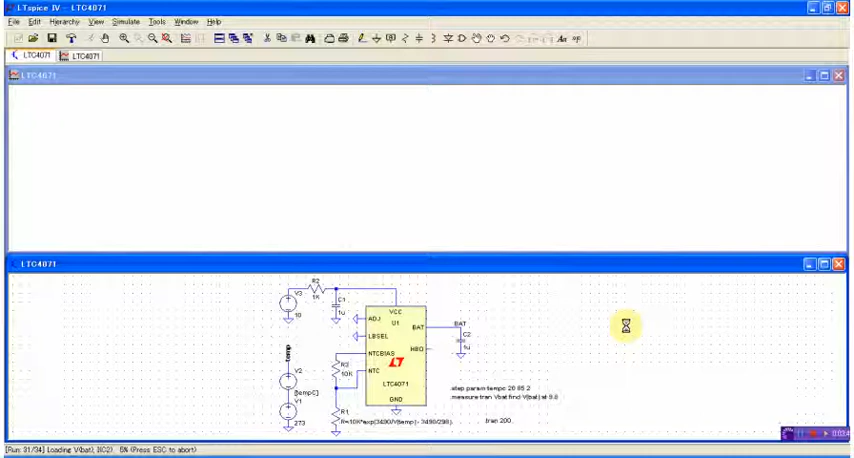 LTspice IV - LTC4071
File Edit Hierarchy View Simulate Tools Window Help
LTC4071 LTC4071
LTC4071
LTC4071
R2
1K
V3
10
C1
1u
VCC
U1
ADJ
BAT
BAT
LBSEL
C2
1u
HBO
NTCBIAS
temp
R3
10K
NTC
V2
{tempC}
LTC4071
step param tempc 20 85 2
measure tran Vbat find V(bat) at 9.8
GND
V1
273
R1
R=10K*exp(3490/V(temp)-3490/298)
tran 200
[Run: 31/34] Loading V(bat), I(C2) 5% (Press ESC to abort)